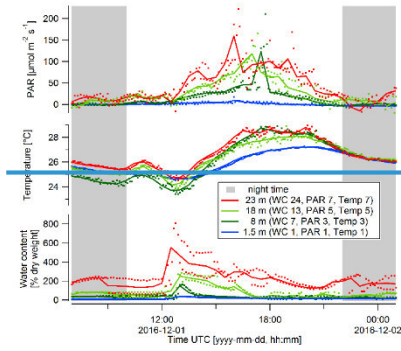 PAR [µmol m⁻² s⁻¹]
200
150
100
50
0
Temperature [°C]
28
26
24
night time
23 m (WC 24, PAR 7, Temp 7)
18 m (WC 13, PAR 5, Temp 5)
8 m (WC 7, PAR 3, Temp 3)
1.5 m (WC 1, PAR 1, Temp 1)
Water content
[% dry weight]
800
600
400
200
0
12:00
2016-12-01
18:00
00:00
2016-12-02
Time UTC [yyyy-mm-dd, hh:mm]